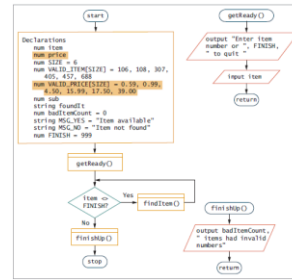 start
Declarations
num item
num price
num SIZE = 6
num VALID_ITEM[SIZE] = 106, 108, 307,
405, 457, 688
num VALID_PRICE[SIZE] = 0.59, 0.99,
4.50, 15.99, 17.50, 39.00
num sub
string foundIt
num badItemCount = 0
string MSG_YES = "Item available"
string MSG_NO = "Item not found"
num FINISH = 999
getReady()
item <>
FINISH?
Yes
findItem()
No
finishUp()
stop
getReady()
output "Enter item
number or ", FINISH,
" to quit "
input item
return
finishUp()
output badItemCount,
" items had invalid
numbers"
return